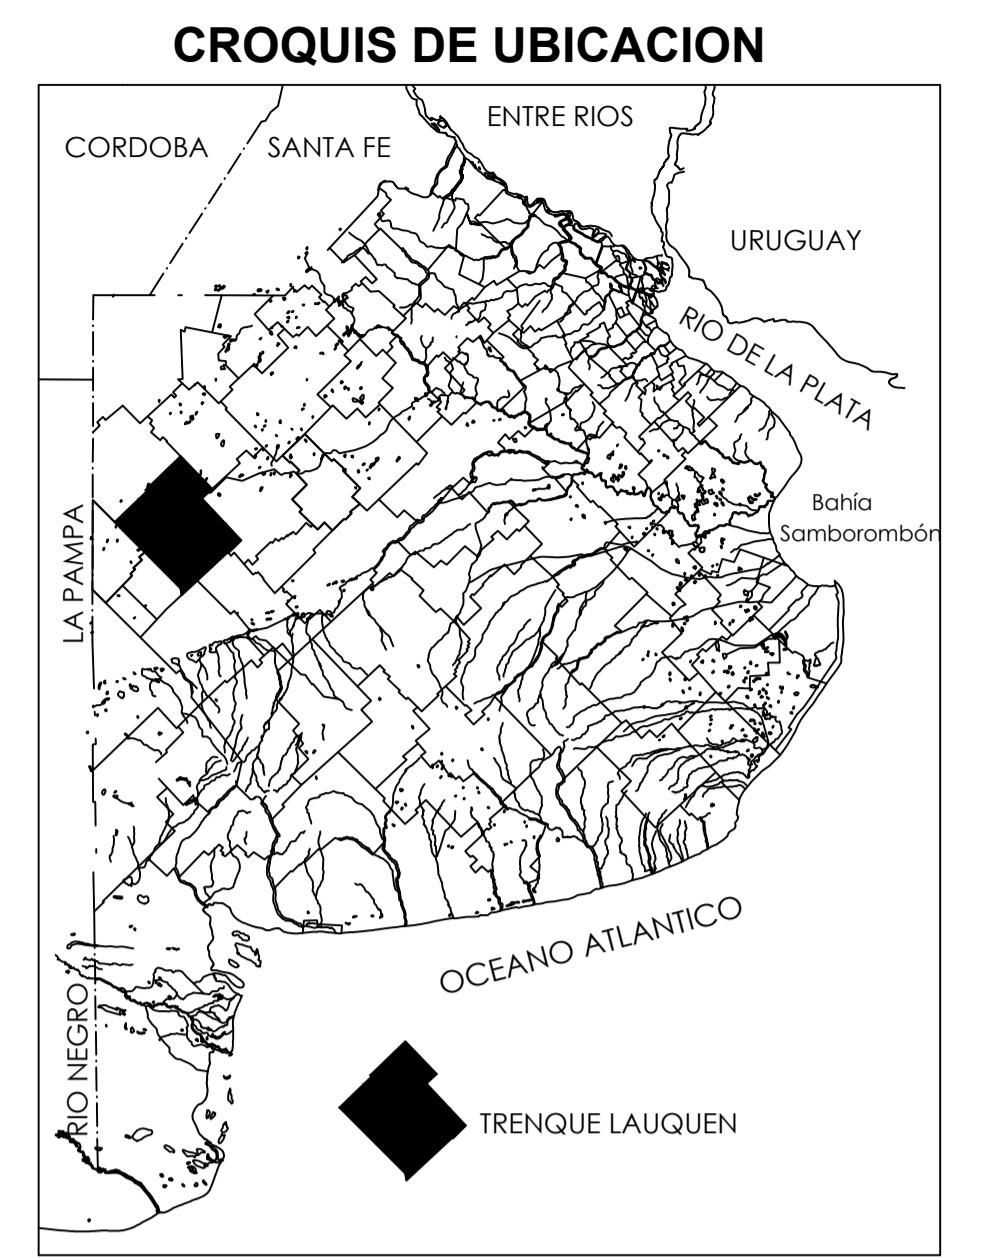 CROQUIS DE UBICACION
ENTRE RIOS
CORDOBA
SANTA FE
URUGUAY
RIO DE LA PLATA
Bahía
Samborombón
LA PAMPA
OCEANO ATLANTICO
RIO NEGRO
TRENQUE LAUQUEN